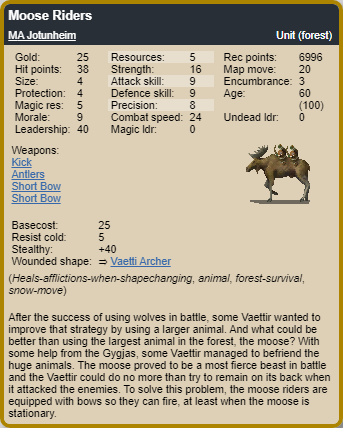 Moose Riders
MA Jotunheim Unit (forest)
Gold: 25 Resources: 5 Rec points: 6996
Hit points: 38 Strength: 16 Map move: 20
Size: 4 Attack skill: 9 Encumbrance: 3
Protection: 4 Defence skill: 9 Age: 60
Magic res: 5 Precision: 8 (100)
Morale: 9 Combat speed: 24 Undead ldr: 0
Leadership: 40 Magic ldr: 0
Weapons:
Kick
Antlers
Short Bow
Short Bow
Basecost: 25
Resist cold: 5
Stealthy: +40
Wounded shape: ⇒ Vaetti Archer
(Heals-afflictions-when-shapechanging, animal, forest-survival,
snow-move)
After the success of using wolves in battle, some Vaettir wanted to
improve that strategy by using a larger animal. And what could be
better than using the largest animal in the forest, the moose? With
some help from the Gygjas, some Vaettir managed to befriend the
huge animals. The moose proved to be a most fierce beast in battle
and the Vaettir could do no more than try to remain on its back when
it attacked the enemies. To solve this problem, the moose riders are
equipped with bows so they can fire, at least when the moose is
stationary.